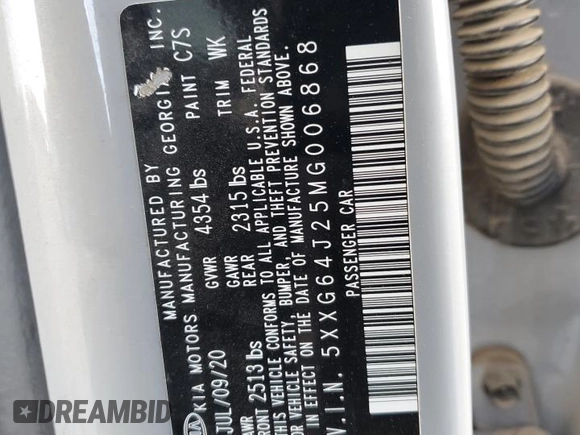 MANUFACTURED BY
KIA MOTORS MANUFACTURING GEORGIA, INC.
JUL/09/20 PAINT C7S
GVWR 4354 lbs TRIM WK
GAWR GAWR
FRONT 2513 lbs REAR 2315 lbs
THIS VEHICLE CONFORMS TO ALL APPLICABLE U.S.A. FEDERAL
MOTOR VEHICLE SAFETY, BUMPER, AND THEFT PREVENTION STANDARDS
IN EFFECT ON THE DATE OF MANUFACTURE SHOWN ABOVE.
V.I.N. 5XXG64J25MG006868
PASSENGER CAR
DREAMBID.COM